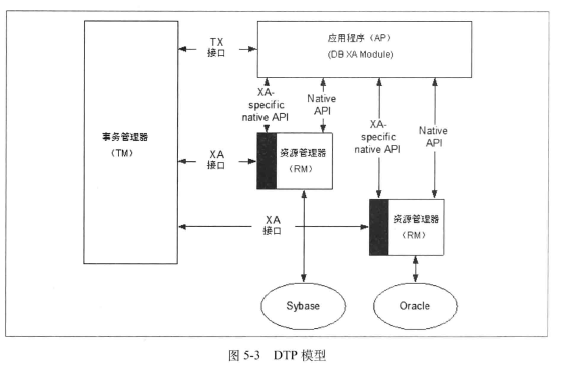 TX
接口
应用程序（AP）
(DB XA Module)
XA-
specific
native API
Native
API
XA-
specific
native API
Native
API
事务管理器
（TM）
XA
接口
资源管理器
（RM）
XA
接口
资源管理器
（RM）
Sybase
Oracle
图 5-3 DTP 模型